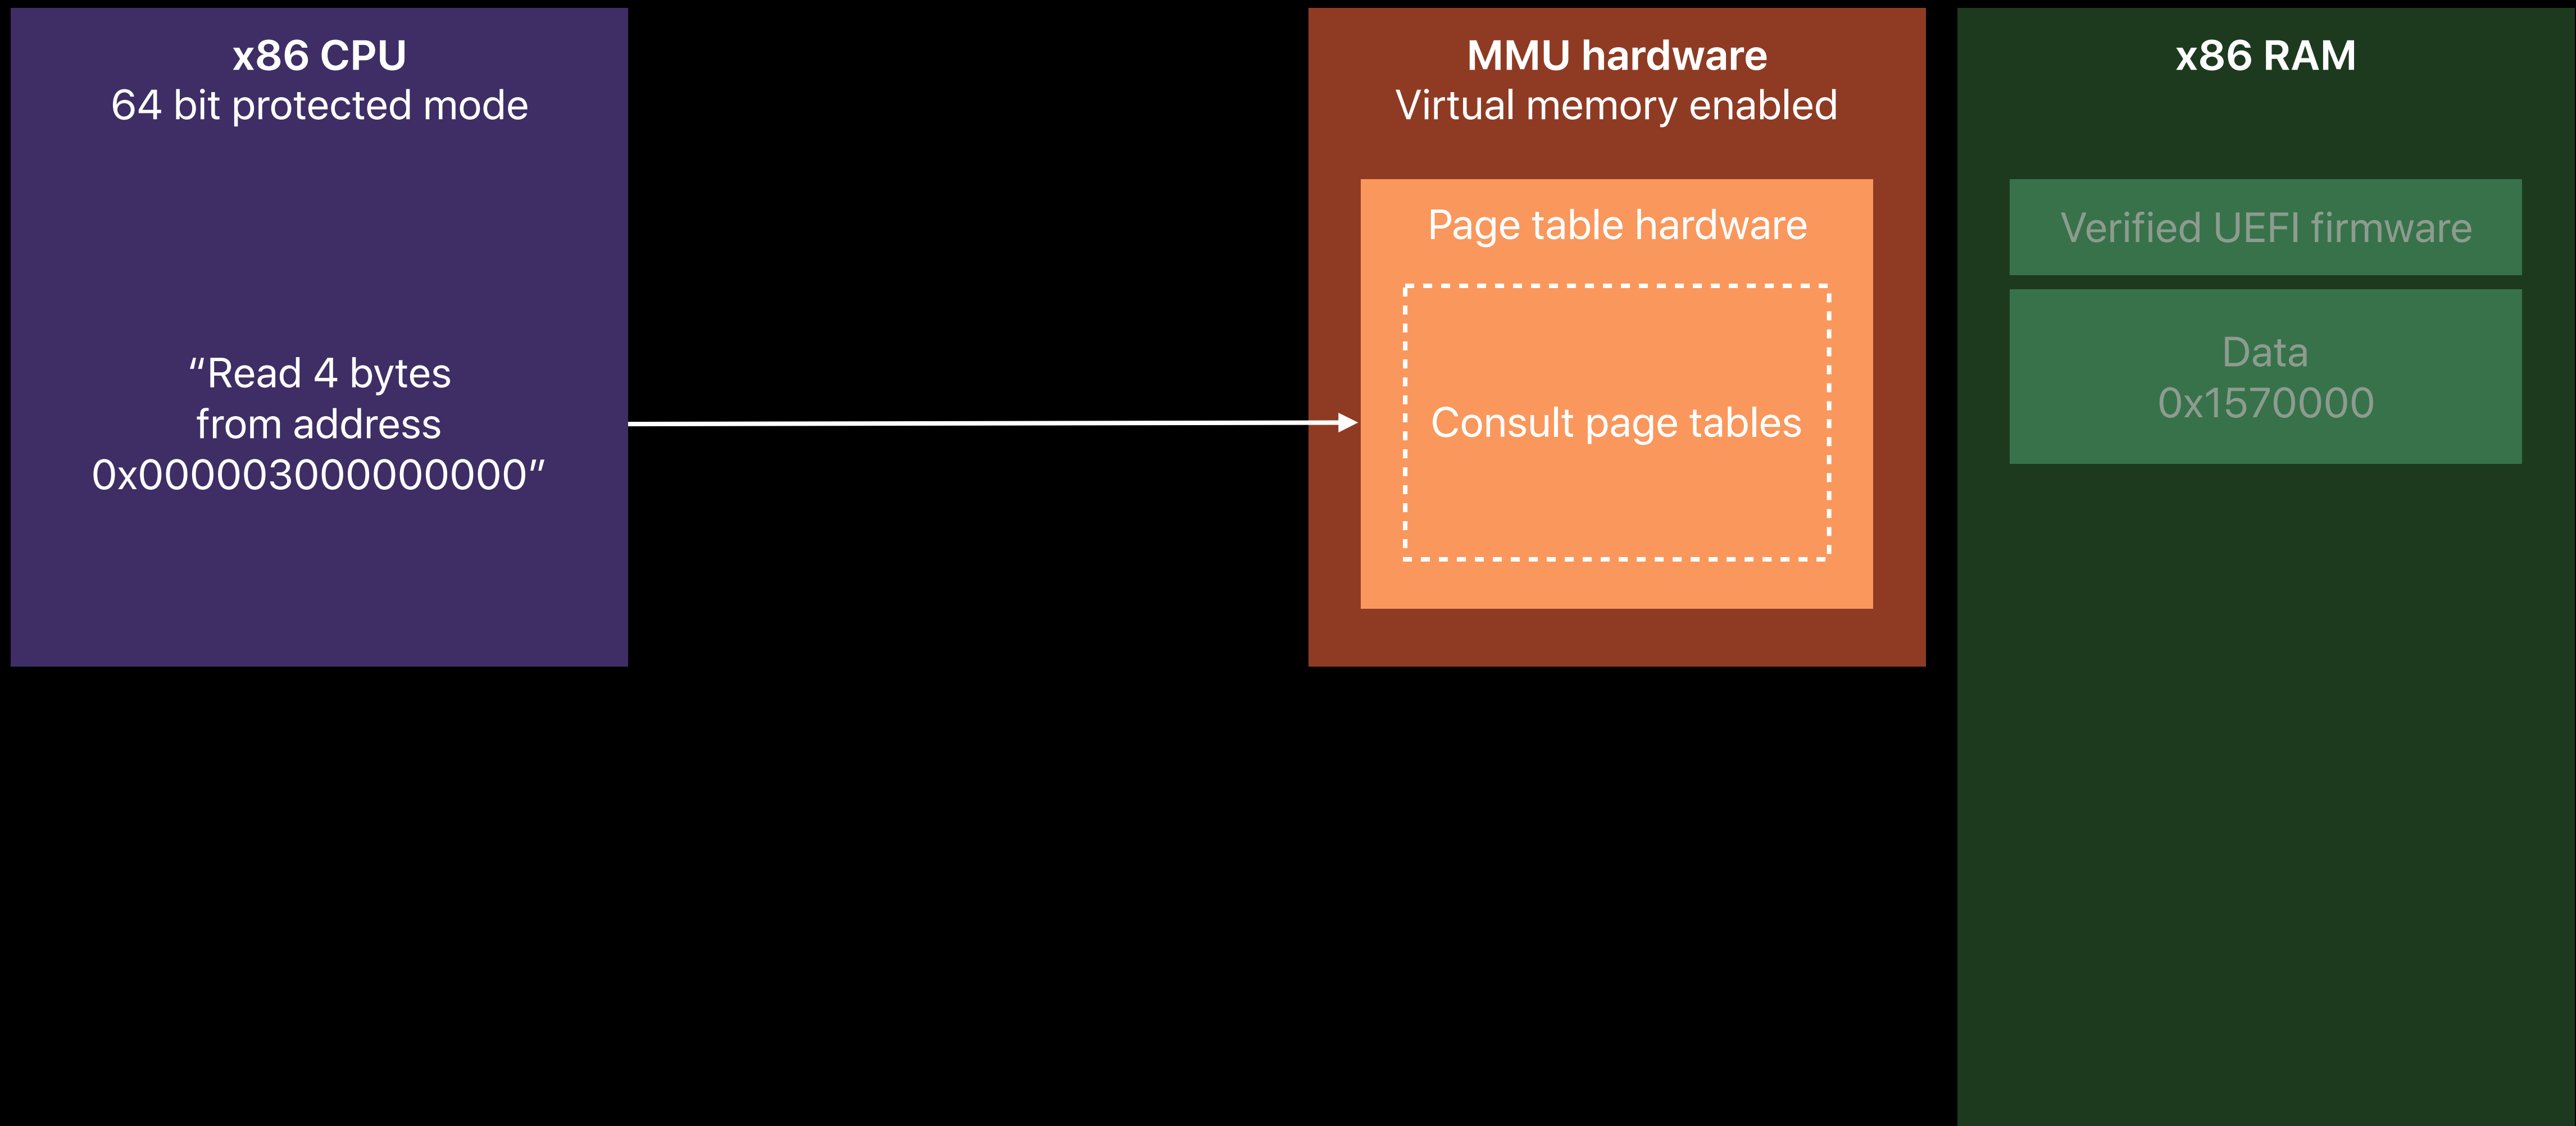 x86 CPU
64 bit protected mode
“Read 4 bytes
from address
0x0000003000000000”
MMU hardware
Virtual memory enabled
Page table hardware
Consult page tables
x86 RAM
Verified UEFI firmware
Data
0x1570000